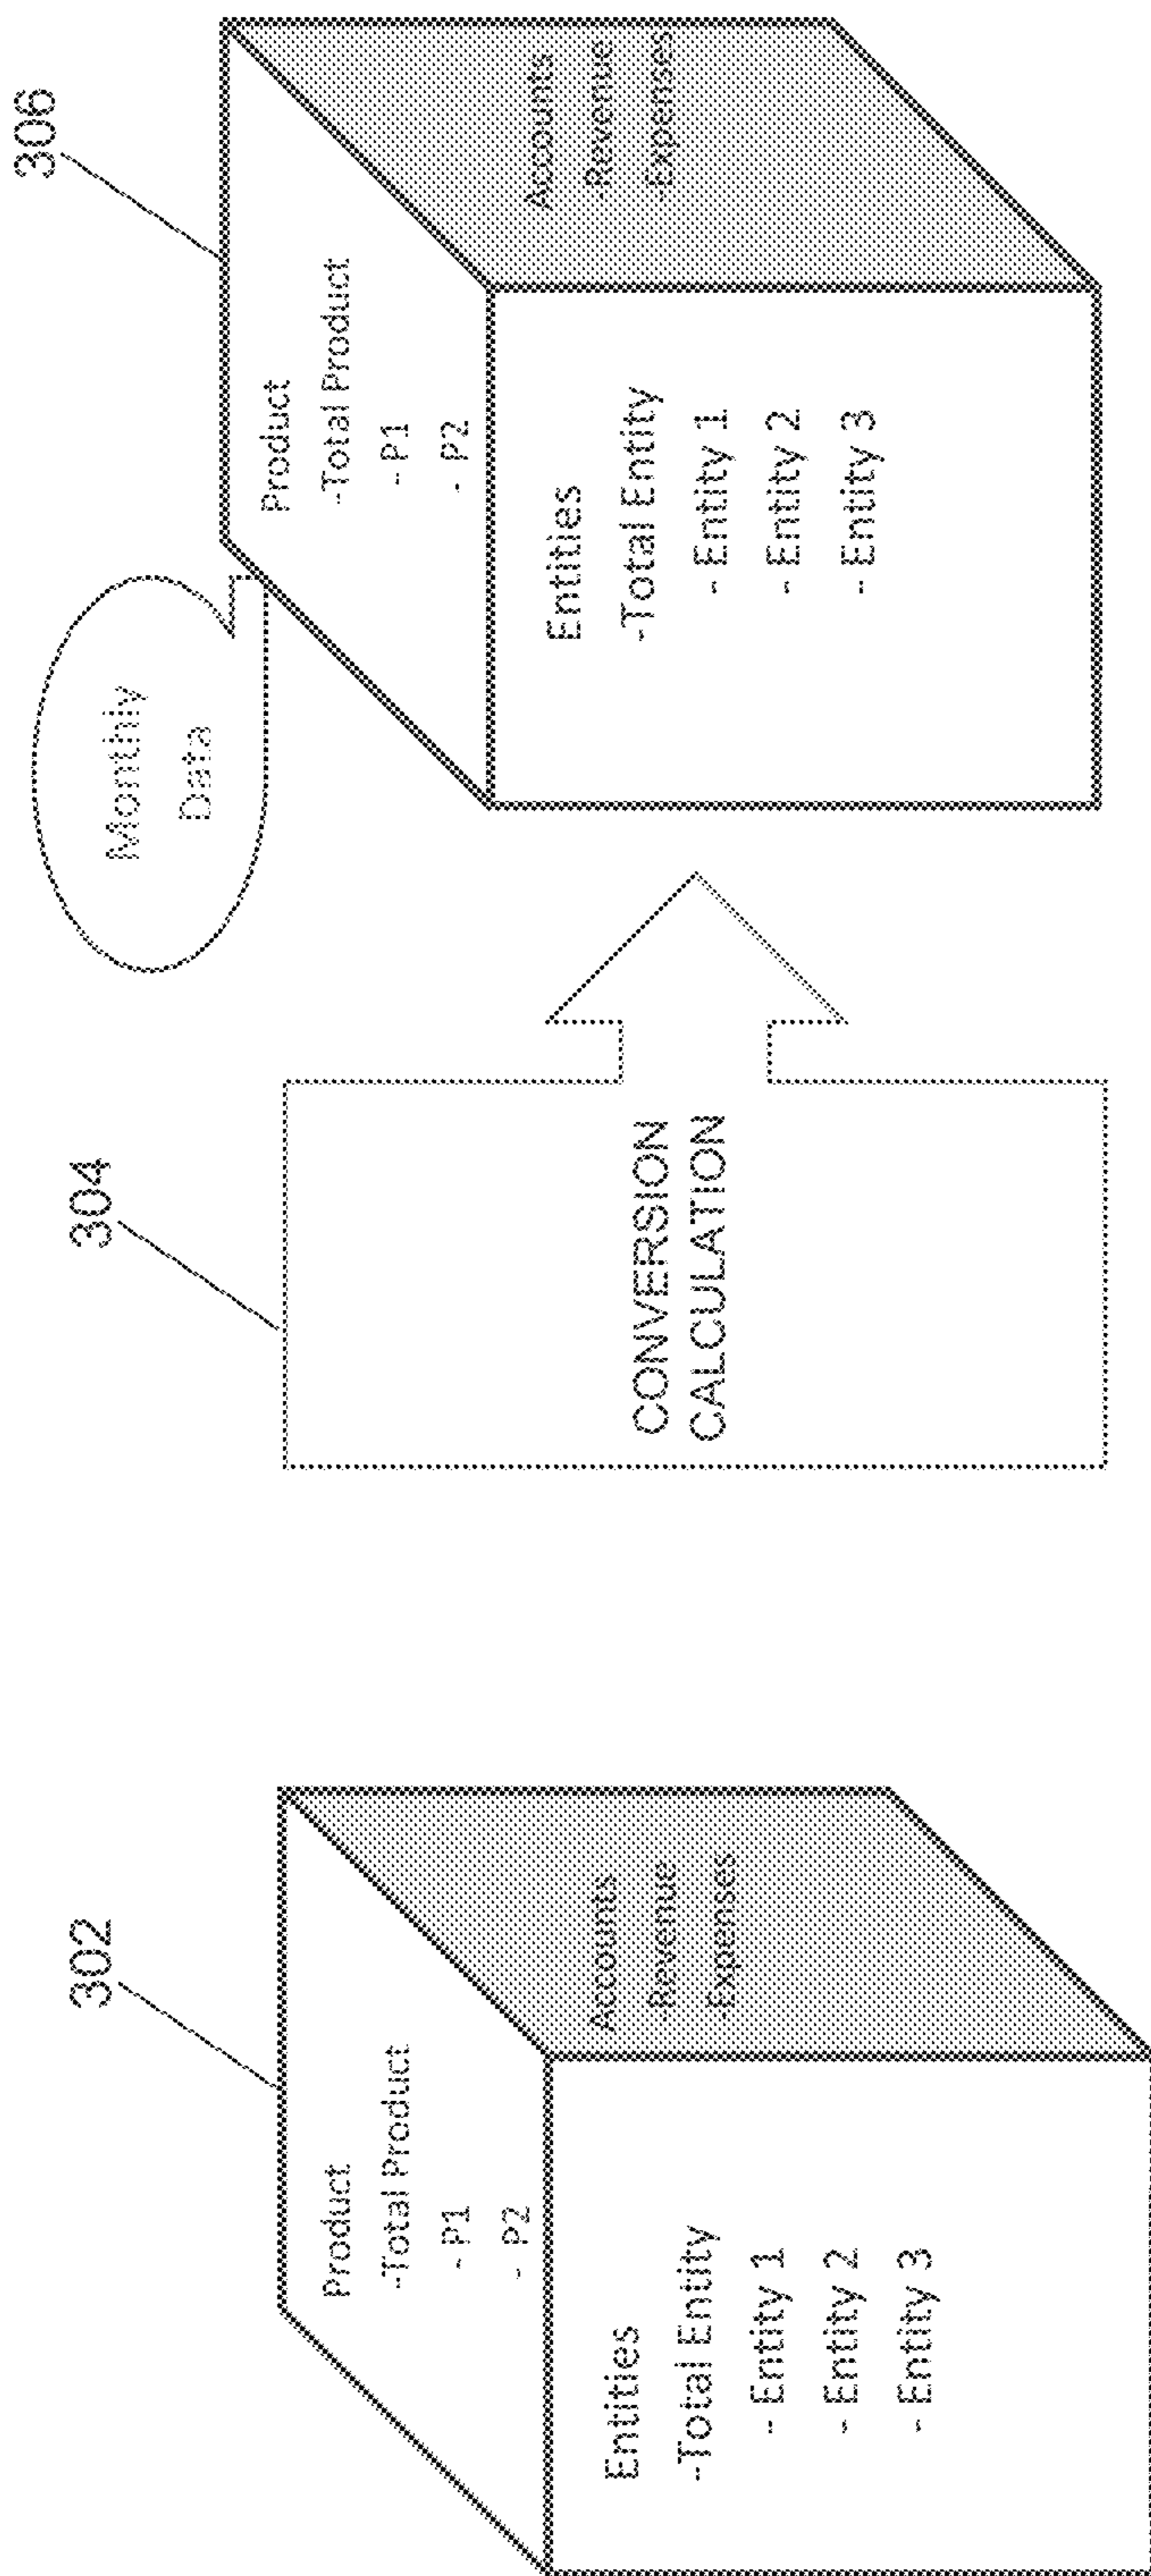 302
Product
-Total Product
- P1
- P2
Entities
-Total Entity
- Entity 1
- Entity 2
- Entity 3
Accounts
-Revenue
-Expenses
304
CONVERSION
CALCULATION
Monthly
Data
306
Product
-Total Product
- P1
- P2
Entities
-Total Entity
- Entity 1
- Entity 2
- Entity 3
Accounts
-Revenue
-Expenses